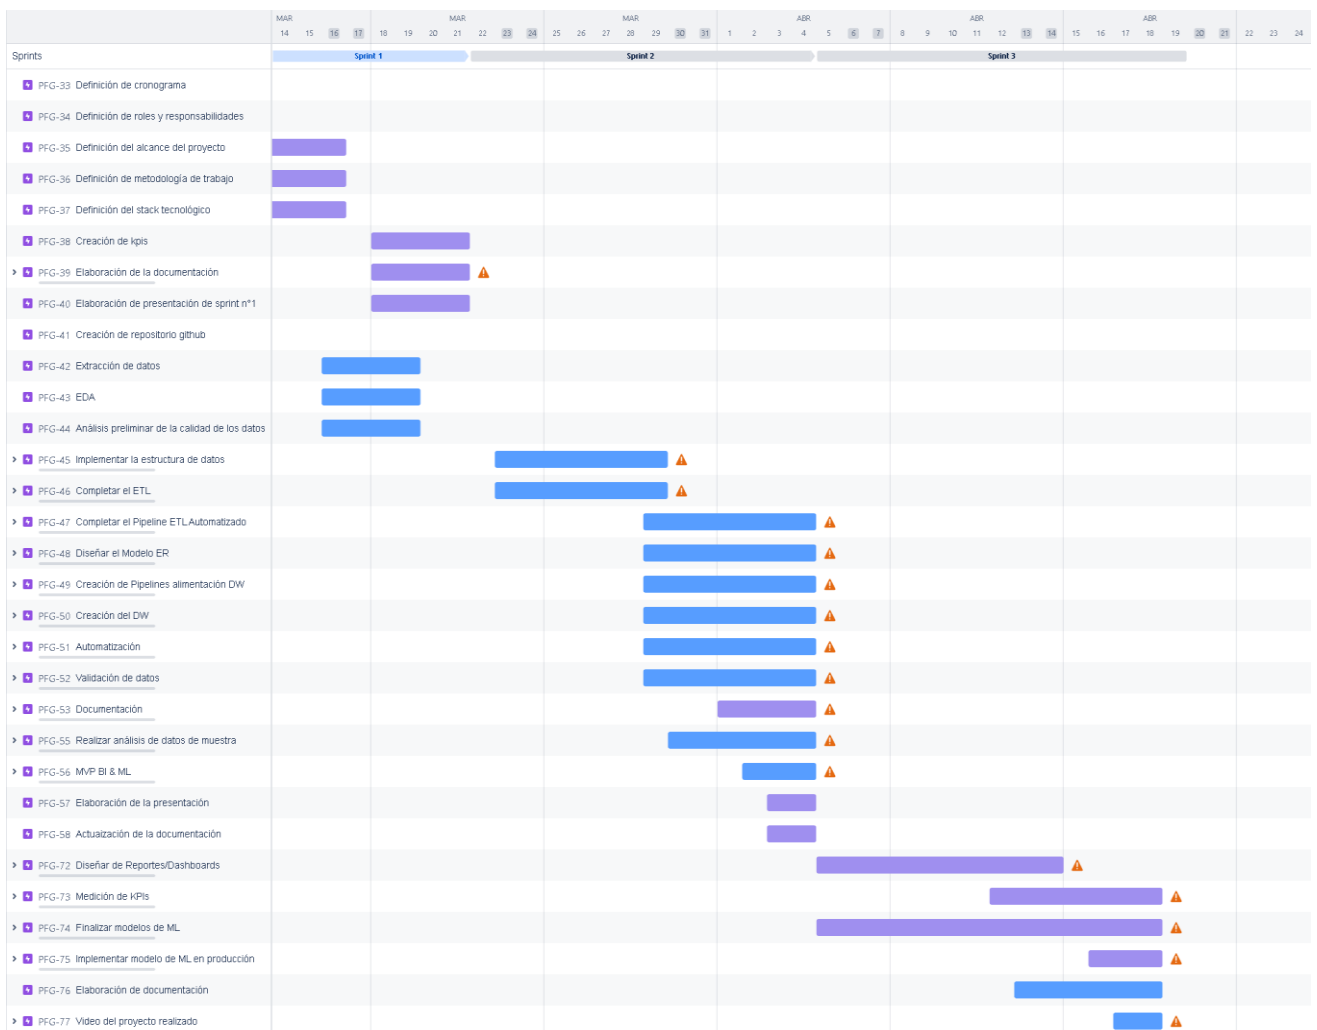 MAR MAR MAR ABR ABR ABR
14 15 16 17 18 19 20 21 22 23 24 25 26 27 28 29 30 31 1 2 3 4 5 6 7 8 9 10 11 12 13 14 15 16 17 18 19 20 21 22 23 24
Sprints Sprint 1 Sprint 2 Sprint 3
PFG-33 Definición de cronograma
PFG-34 Definición de roles y responsabilidades
PFG-35 Definición del alcance del proyecto
PFG-36 Definición de metodología de trabajo
PFG-37 Definición del stack tecnológico
PFG-38 Creación de kpis
PFG-39 Elaboración de la documentación
PFG-40 Elaboración de presentación de sprint n°1
PFG-41 Creación de repositorio github
PFG-42 Extracción de datos
PFG-43 EDA
PFG-44 Análisis preliminar de la calidad de los datos
PFG-45 Implementar la estructura de datos
PFG-46 Completar el ETL
PFG-47 Completar el Pipeline ETL Automatizado
PFG-48 Diseñar el Modelo ER
PFG-49 Creación de Pipelines alimentación DW
PFG-50 Creación del DW
PFG-51 Automatización
PFG-52 Validación de datos
PFG-53 Documentación
PFG-55 Realizar análisis de datos de muestra
PFG-56 MVP BI & ML
PFG-57 Elaboración de la presentación
PFG-58 Actuaización de la documentación
PFG-72 Diseñar de Reportes/Dashboards
PFG-73 Medición de KPIs
PFG-74 Finalizar modelos de ML
PFG-75 Implementar modelo de ML en producción
PFG-76 Elaboración de documentación
PFG-77 Video del proyecto realizado